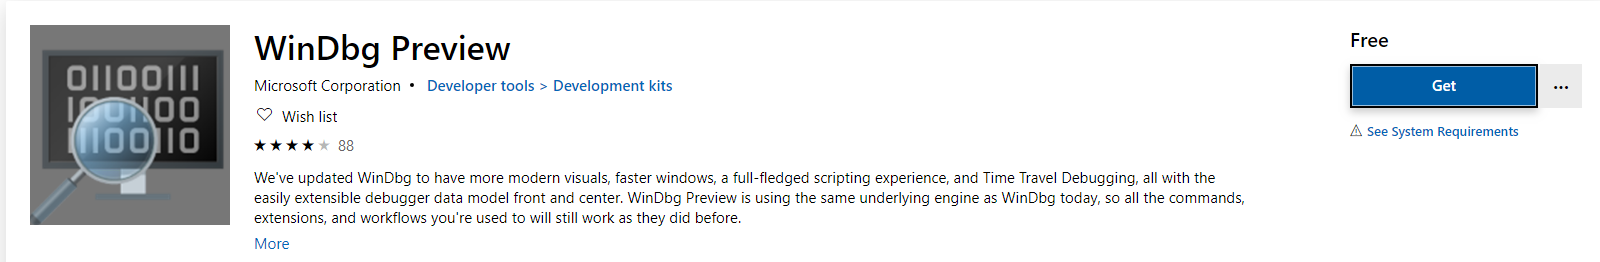 WinDbg Preview
Microsoft Corporation • Developer tools > Development kits
Wish list
88
We've updated WinDbg to have more modern visuals, faster windows, a full-fledged scripting experience, and Time Travel Debugging, all with the
easily extensible debugger data model front and center. WinDbg Preview is using the same underlying engine as WinDbg today, so all the commands,
extensions, and workflows you're used to will still work as they did before.
More
Free
Get
...
See System Requirements